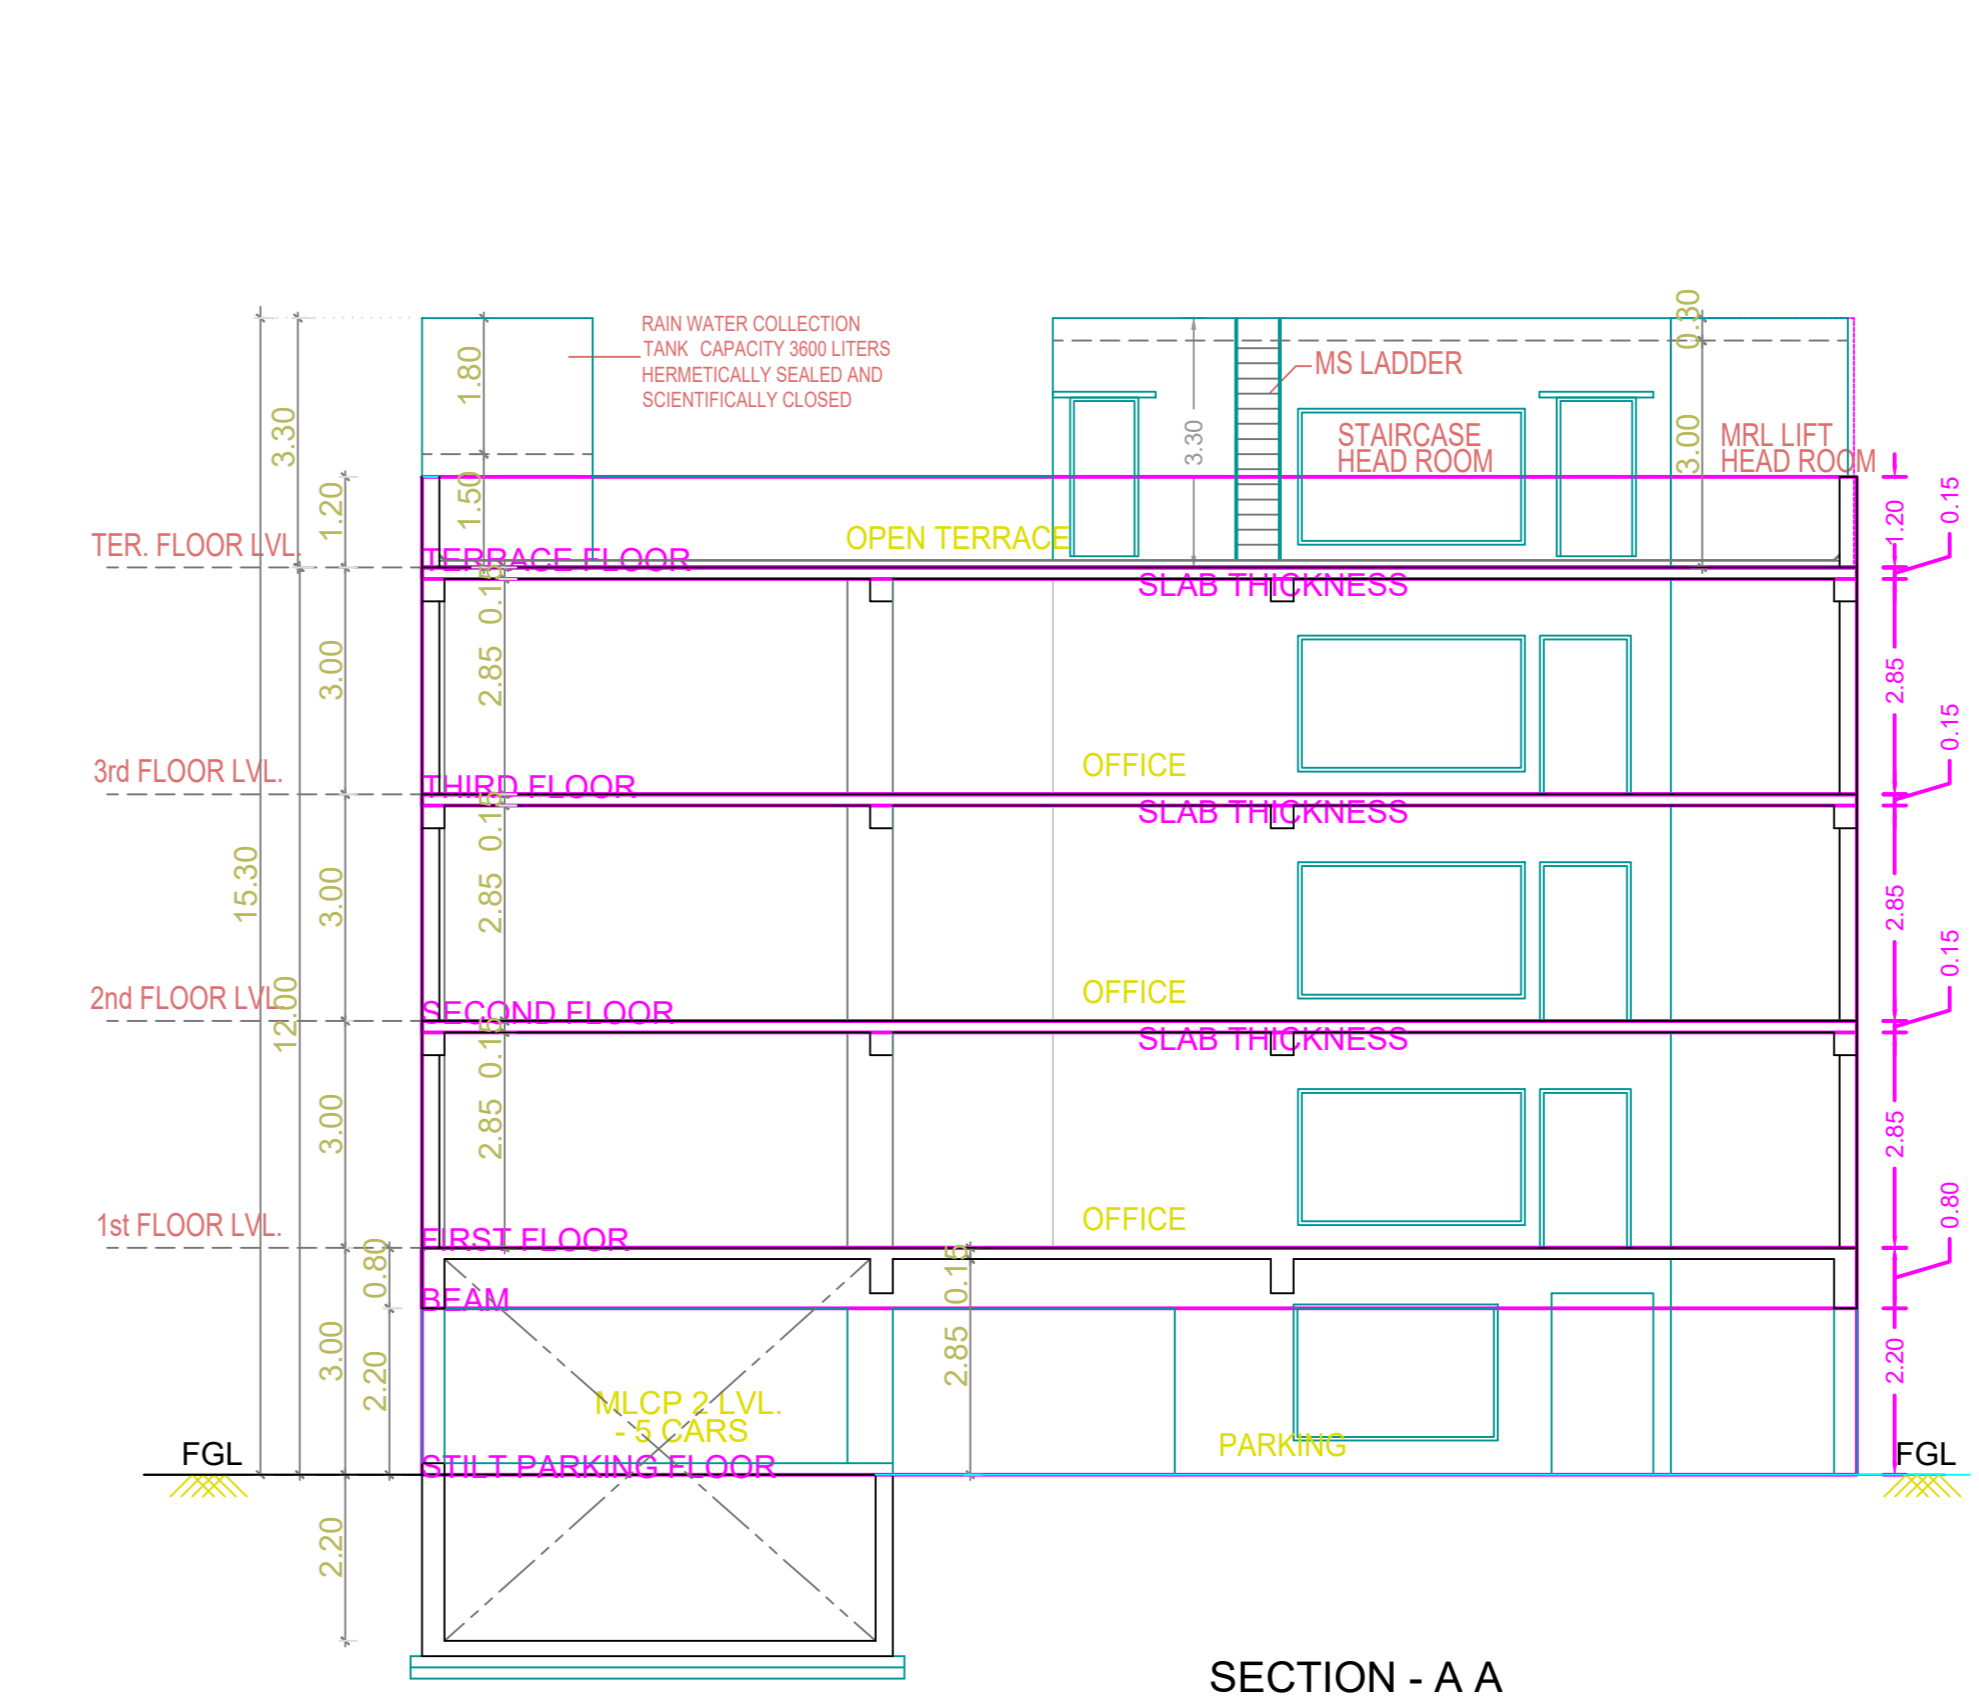 RAIN WATER COLLECTION
TANK CAPACITY 3600 LITERS
HERMETICALLY SEALED AND
SCIENTIFICALLY CLOSED
1.80
3.30
1.50
1.20
3.30
MS LADDER
STAIRCASE
HEAD ROOM
0.30
3.00
MRL LIFT
HEAD ROOM
1.20
0.15
TER. FLOOR LVL.
TERRACE FLOOR
OPEN TERRACE
0.15
SLAB THICKNESS
3.00
2.85
2.85
0.15
3rd FLOOR LVL.
THIRD FLOOR
OFFICE
0.15
SLAB THICKNESS
15.30
3.00
2.85
2.85
0.15
2nd FLOOR LVL.
12.00
SECOND FLOOR
OFFICE
0.15
SLAB THICKNESS
3.00
2.85
2.85
0.80
1st FLOOR LVL.
FIRST FLOOR
OFFICE
0.80
0.15
BEAM
3.00
2.20
2.85
2.20
MLCP 2 LVL.
- 5 CARS
PARKING
FGL
STILT PARKING FLOOR
FGL
2.20
SECTION - A A